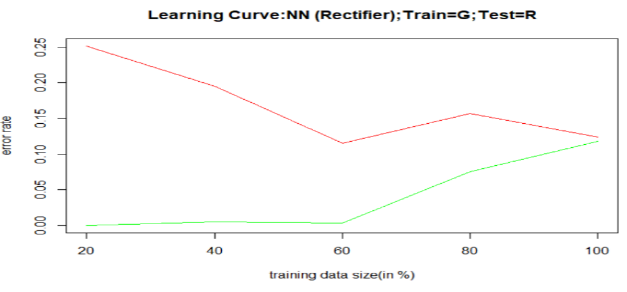 Learning Curve:NN (Rectifier);Train=G;Test=R
error rate
0.25
0.20
0.15
0.10
0.05
0.00
20 40 60 80 100
training data size(in %)